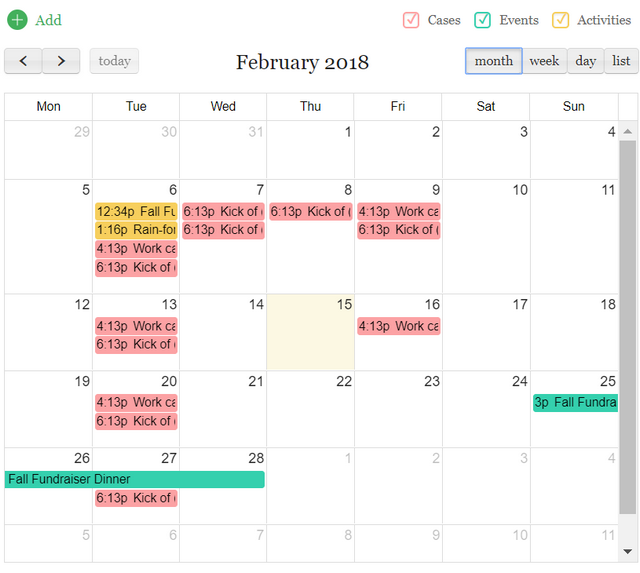 Add Cases Events Activities
today February 2018 month week day list
Mon Tue Wed Thu Fri Sat Sun
29 30 31 1 2 3 4
5 6 7 8 9 10 11
12:34p Fall Fu 6:13p Kick of 6:13p Kick of 4:13p Work ca
1:16p Rain-for 6:13p Kick of 6:13p Kick of
4:13p Work ca
6:13p Kick of
12 13 14 15 16 17 18
4:13p Work ca 4:13p Work ca
6:13p Kick of
19 20 21 22 23 24 25
4:13p Work ca 3p Fall Fundra
6:13p Kick of
26 27 28 1 2 3 4
Fall Fundraiser Dinner
6:13p Kick of
5 6 7 8 9 10 11